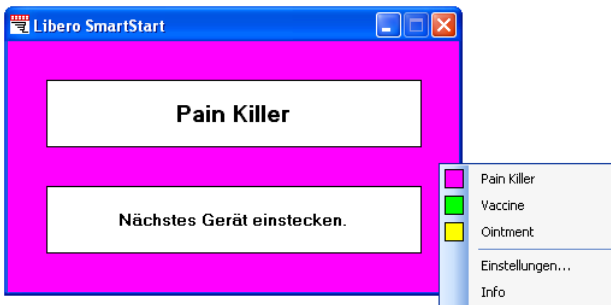 Libero SmartStart
Pain Killer
Nächstes Gerät einstecken.
Pain Killer
Vaccine
Ointment
Einstellungen...
Info